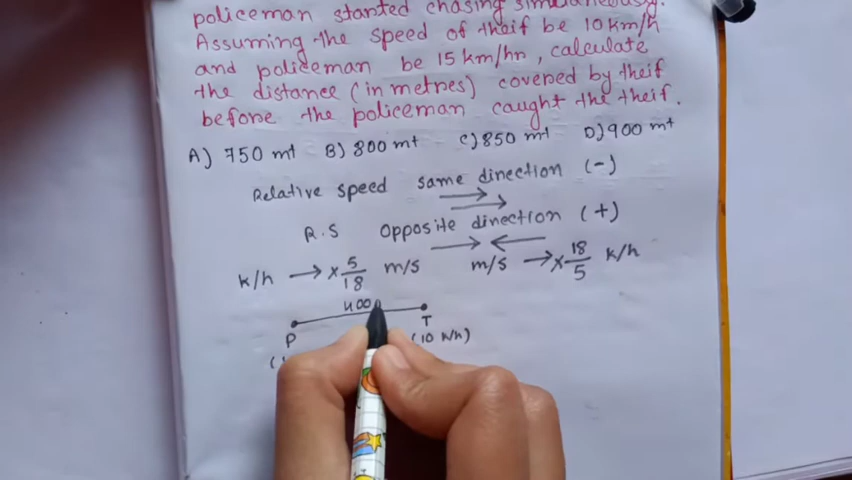 policeman started chasing simultaneously.
Assuming the speed of theif be 10 km/h
and policeman be 15 km/hr, calculate
the distance (in metres) covered by theif
before the policeman caught the theif.
A) 750 mt B) 800 mt C) 850 mt D) 900 mt
Relative speed same direction (-)
R.S Opposite direction (+)
k/h → × 5/18 m/s m/s → × 18/5 k/h
400
P T
(10 k/h)